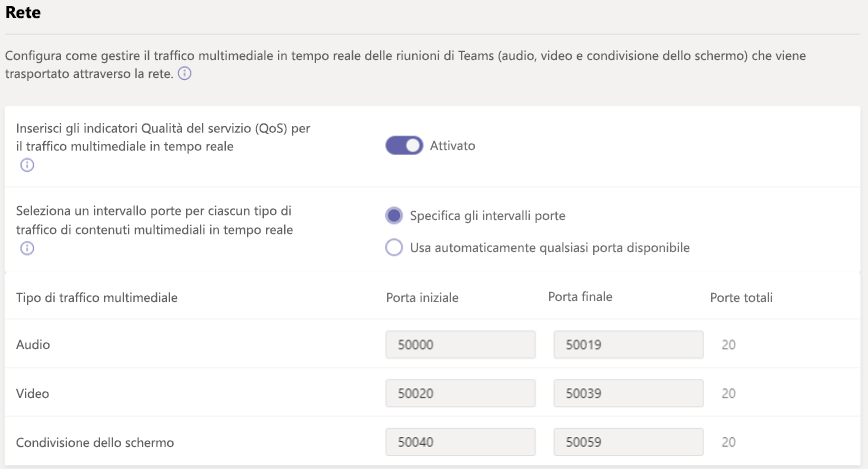 Rete
Configura come gestire il traffico multimediale in tempo reale delle riunioni di Teams (audio, video e condivisione dello schermo) che viene
trasportato attraverso la rete.
Inserisci gli indicatori Qualità del servizio (QoS) per
il traffico multimediale in tempo reale
Attivato
Seleziona un intervallo porte per ciascun tipo di
traffico di contenuti multimediali in tempo reale
Specifica gli intervalli porte
Usa automaticamente qualsiasi porta disponibile
Tipo di traffico multimediale Porta iniziale Porta finale Porte totali
Audio 50000 50019 20
Video 50020 50039 20
Condivisione dello schermo 50040 50059 20